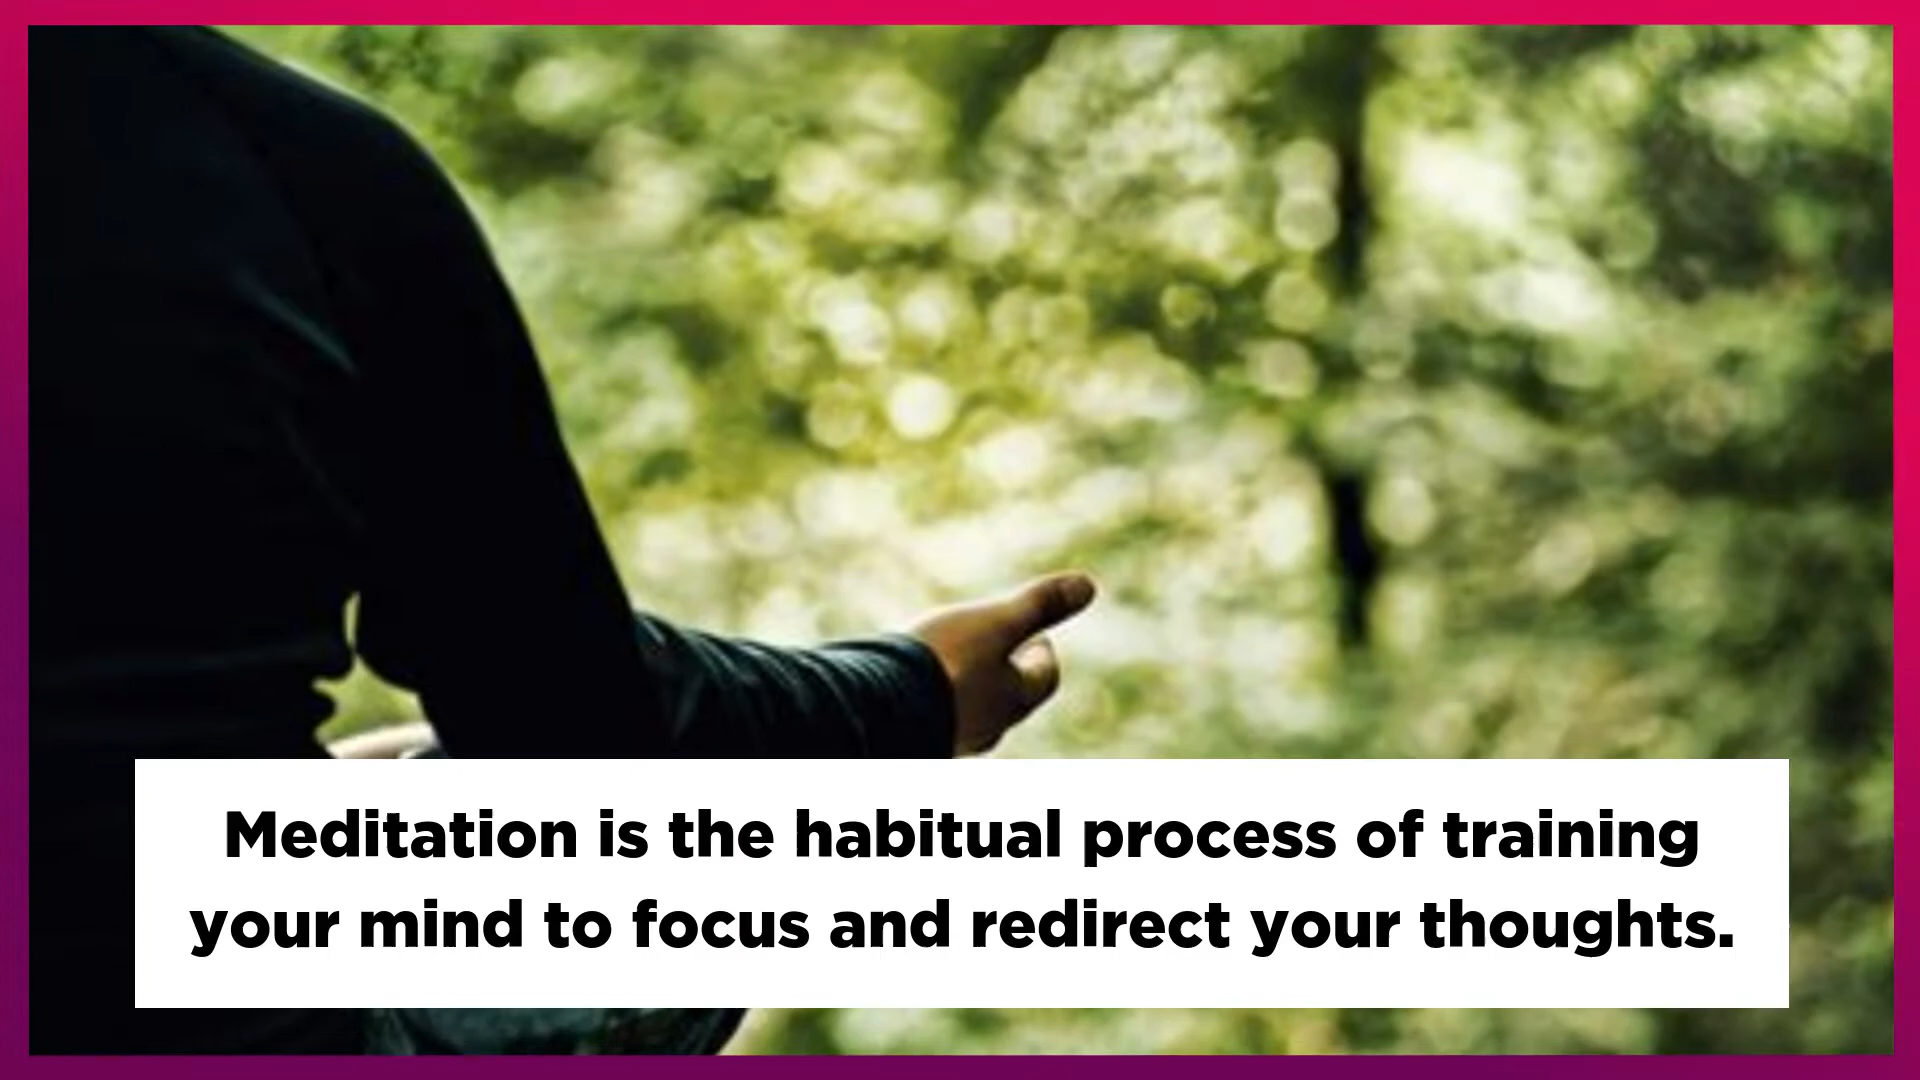 Meditation is the habitual process of training
your mind to focus and redirect your thoughts.